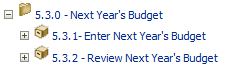 5.3.0 - Next Year's Budget
5.3.1- Enter Next Year's Budget
5.3.2 - Review Next Year's Budget